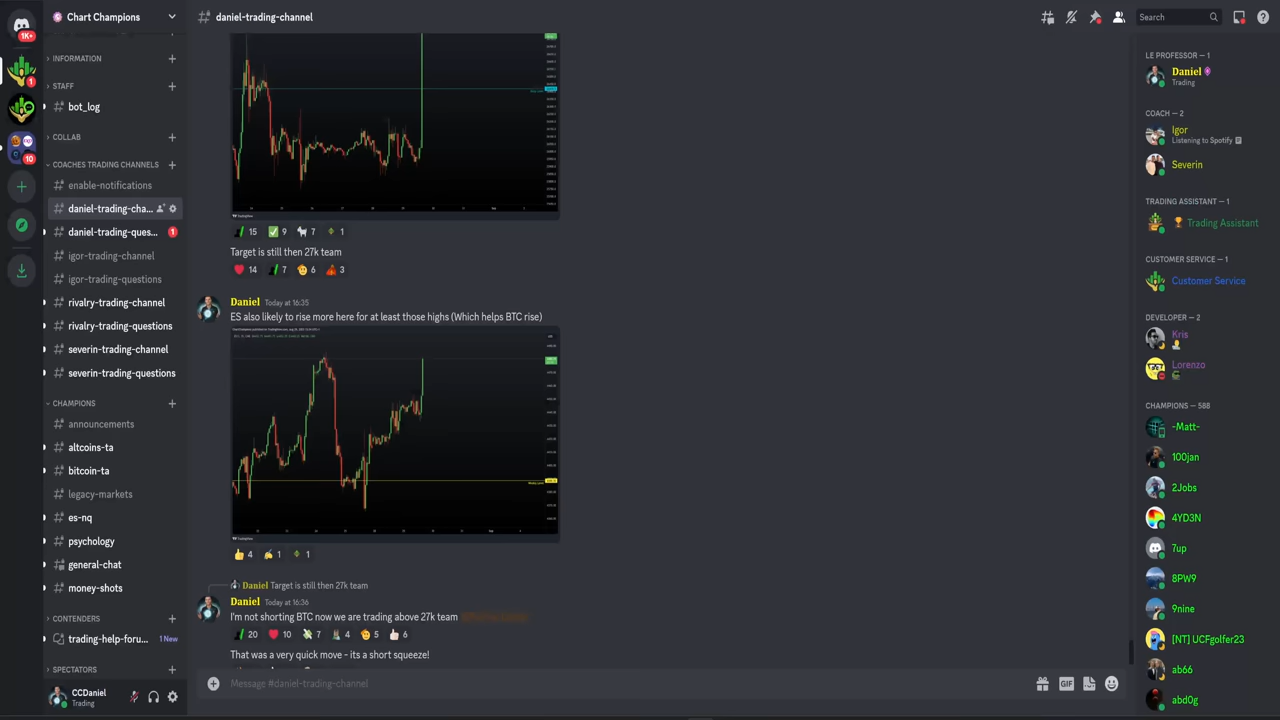 Chart Champions
daniel-trading-channel
Search
1K+
1
10
INFORMATION
STAFF
bot_log
COLLAB
COACHES TRADING CHANNELS
enable-notifications
daniel-trading-cha...
daniel-trading-ques...
1
igor-trading-channel
igor-trading-questions
rivalry-trading-channel
rivalry-trading-questions
severin-trading-channel
severin-trading-questions
CHAMPIONS
announcements
altcoins-ta
bitcoin-ta
legacy-markets
es-nq
psychology
general-chat
money-shots
CONTENDERS
trading-help-foru...
1 New
SPECTATORS
CCDaniel
Trading
TradingView
15 9 7 1
Target is still then 27k team
14 7 6 3
Daniel Today at 16:35
ES also likely to rise more here for at least those highs (Which helps BTC rise)
TradingView
4 1 1
Daniel Target is still then 27k team
Daniel Today at 16:36
I'm not shorting BTC now we are trading above 27k team
20 10 7 4 5 6
That was a very quick move - its a short squeeze!
Message #daniel-trading-channel
GIF
LE PROFESSOR — 1
Daniel
Trading
COACH — 2
Igor
Listening to Spotify
Severin
TRADING ASSISTANT — 1
Trading Assistant
CUSTOMER SERVICE — 1
Customer Service
DEVELOPER — 2
Kris
Lorenzo
CHAMPIONS — 588
-Matt-
100jan
2Jobs
4YD3N
7up
8PW9
9nine
[NT] UCFgolfer23
ab66
abd0g